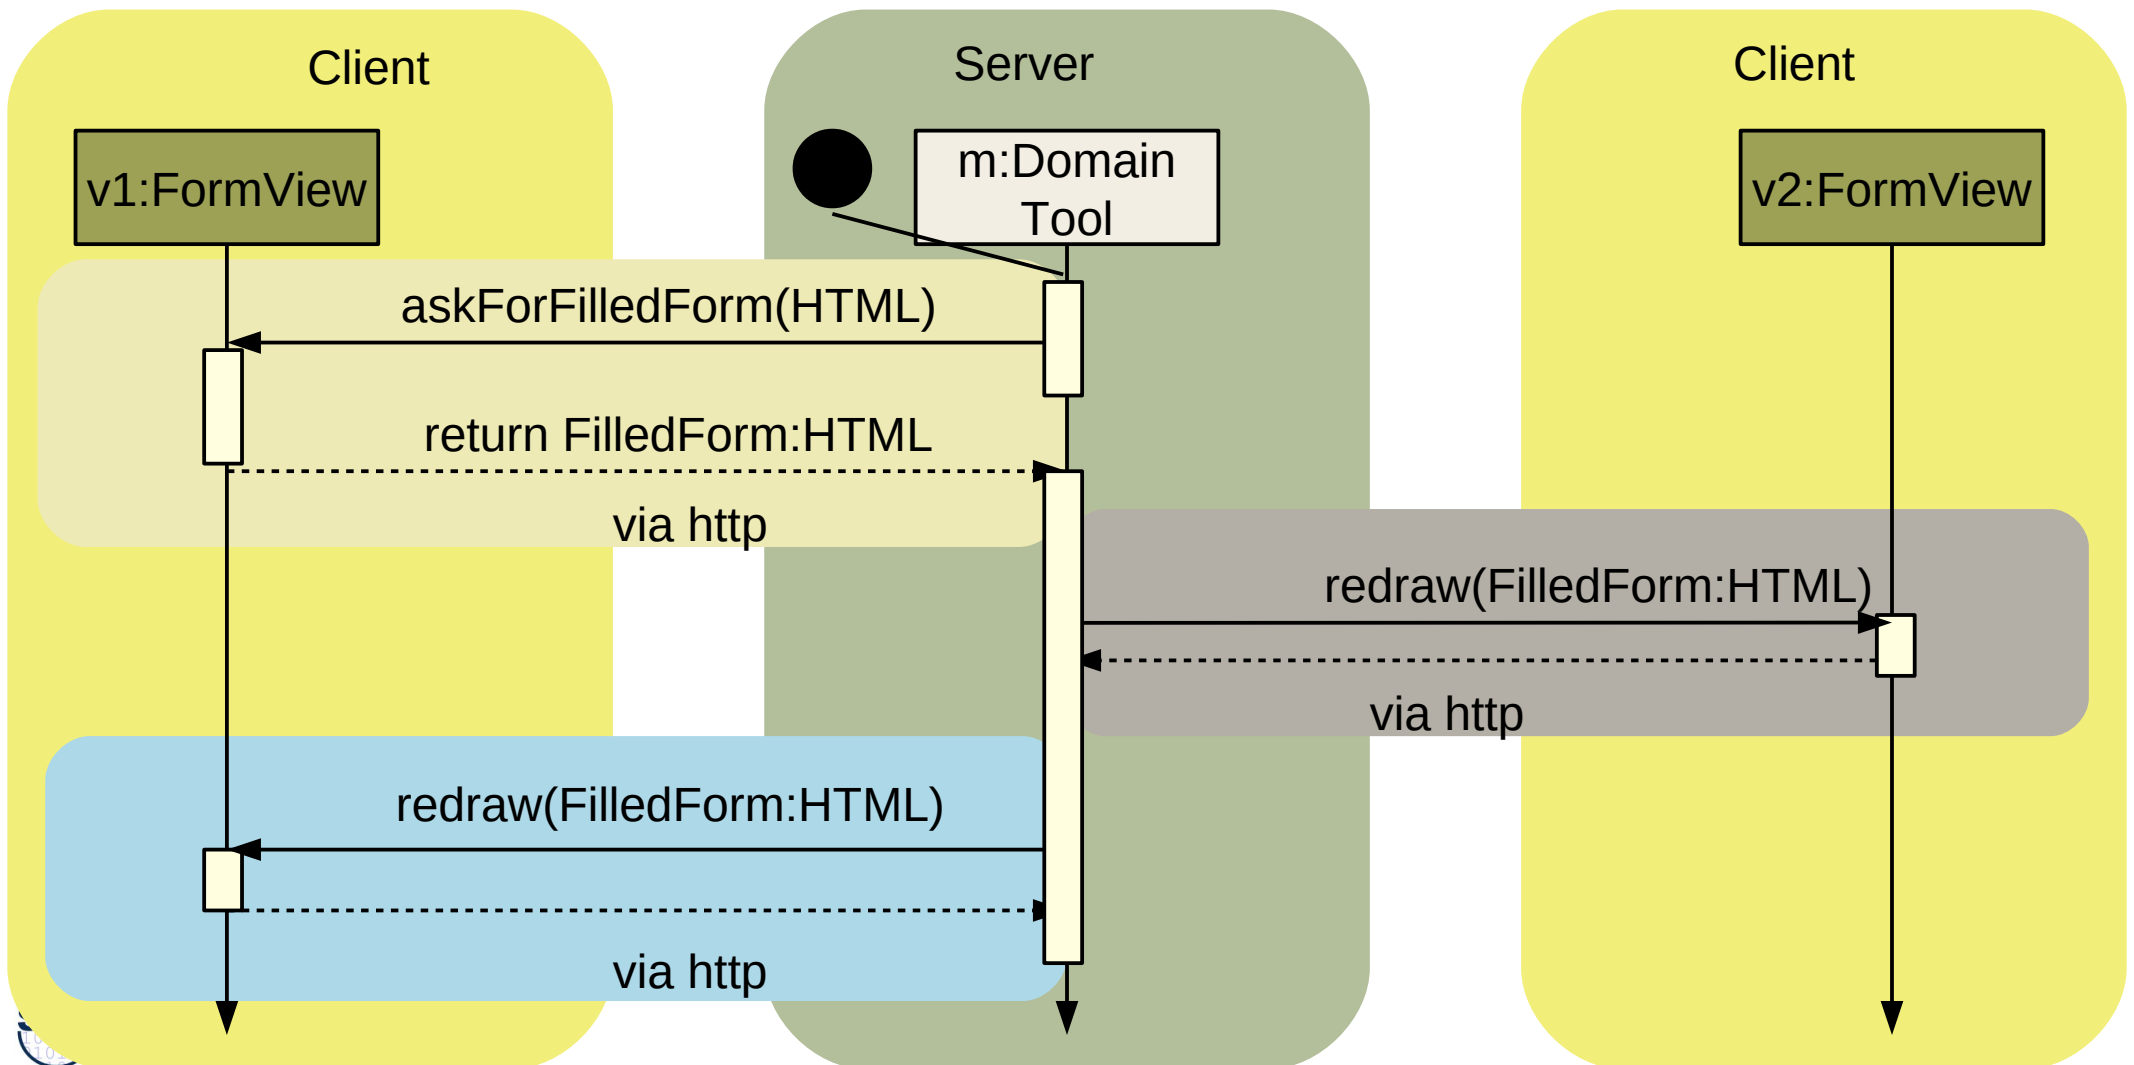 Client
Server
Client
v1:FormView
m:Domain
Tool
v2:FormView
askForFilledForm(HTML)
return FilledForm:HTML
via http
redraw(FilledForm:HTML)
via http
redraw(FilledForm:HTML)
via http